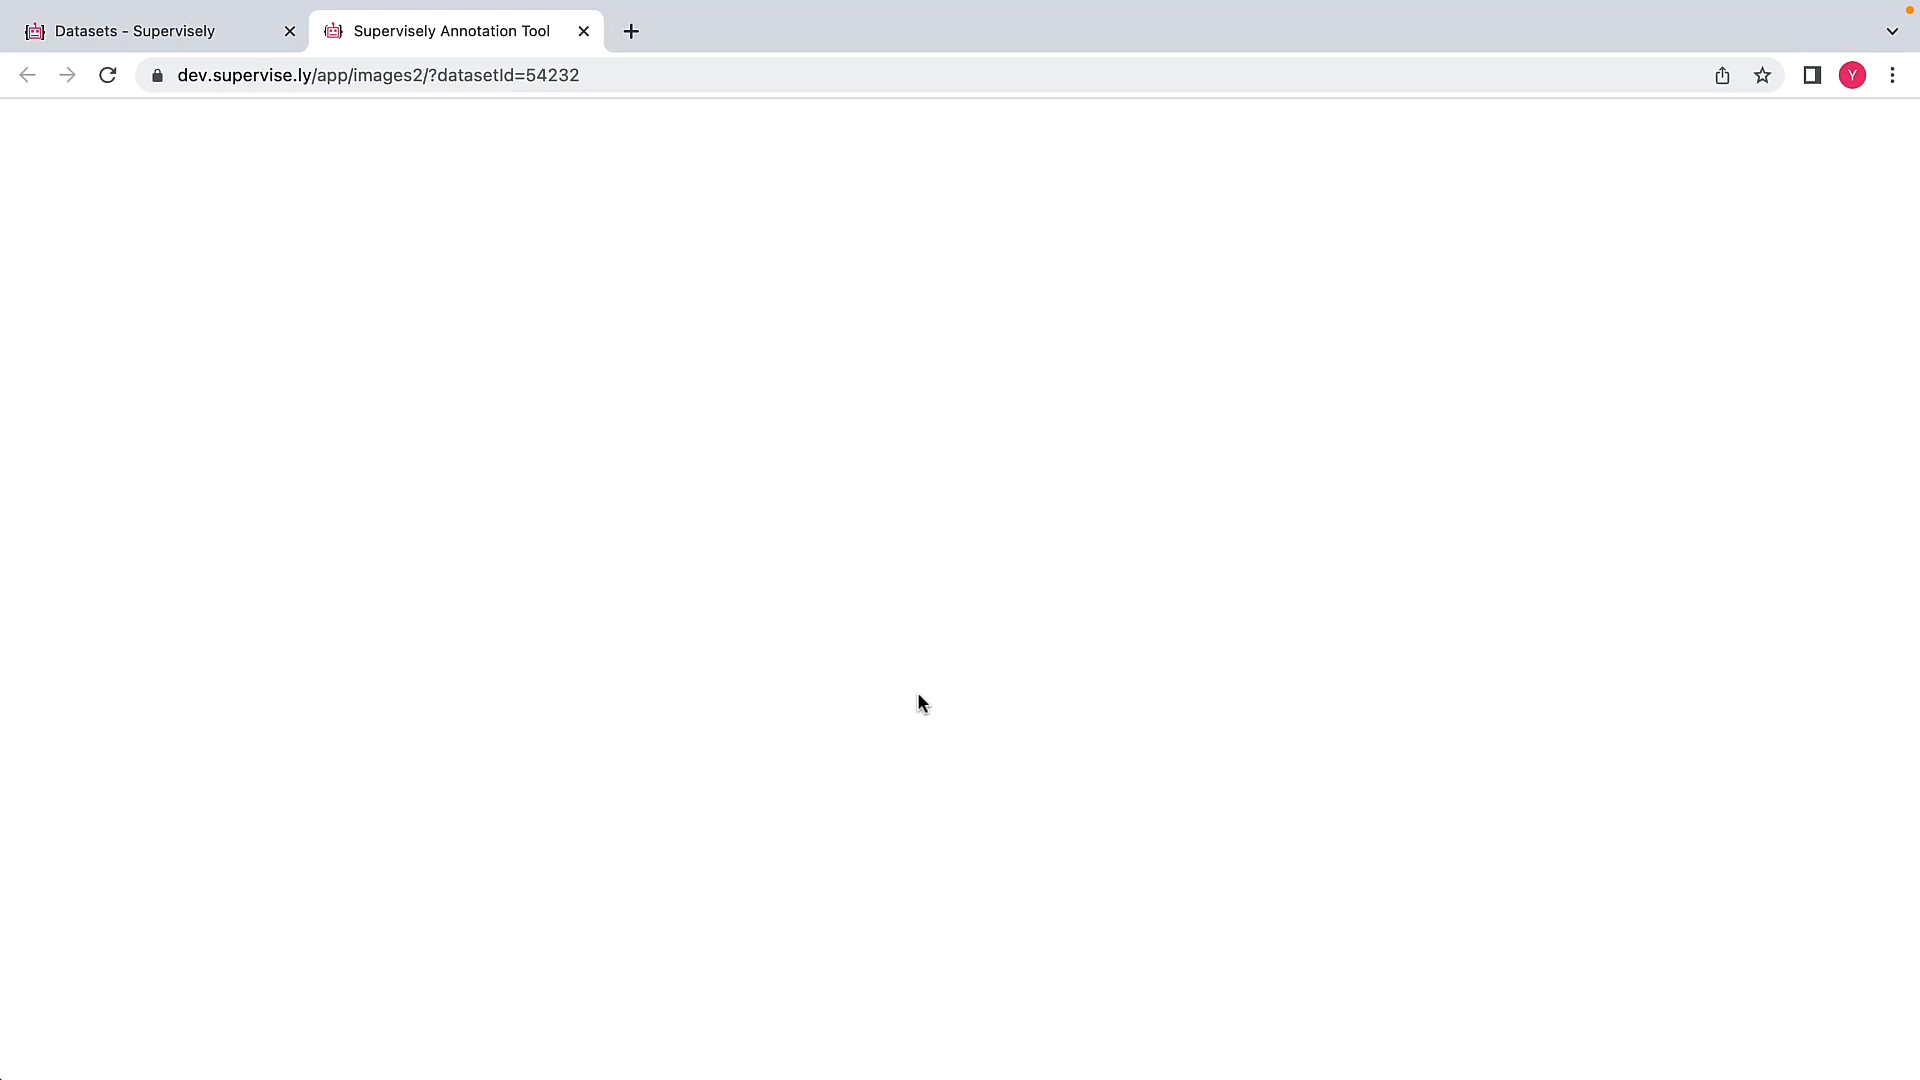 Datasets - Supervisely
Supervisely Annotation Tool
dev.supervise.ly/app/images2/?datasetId=54232
Y